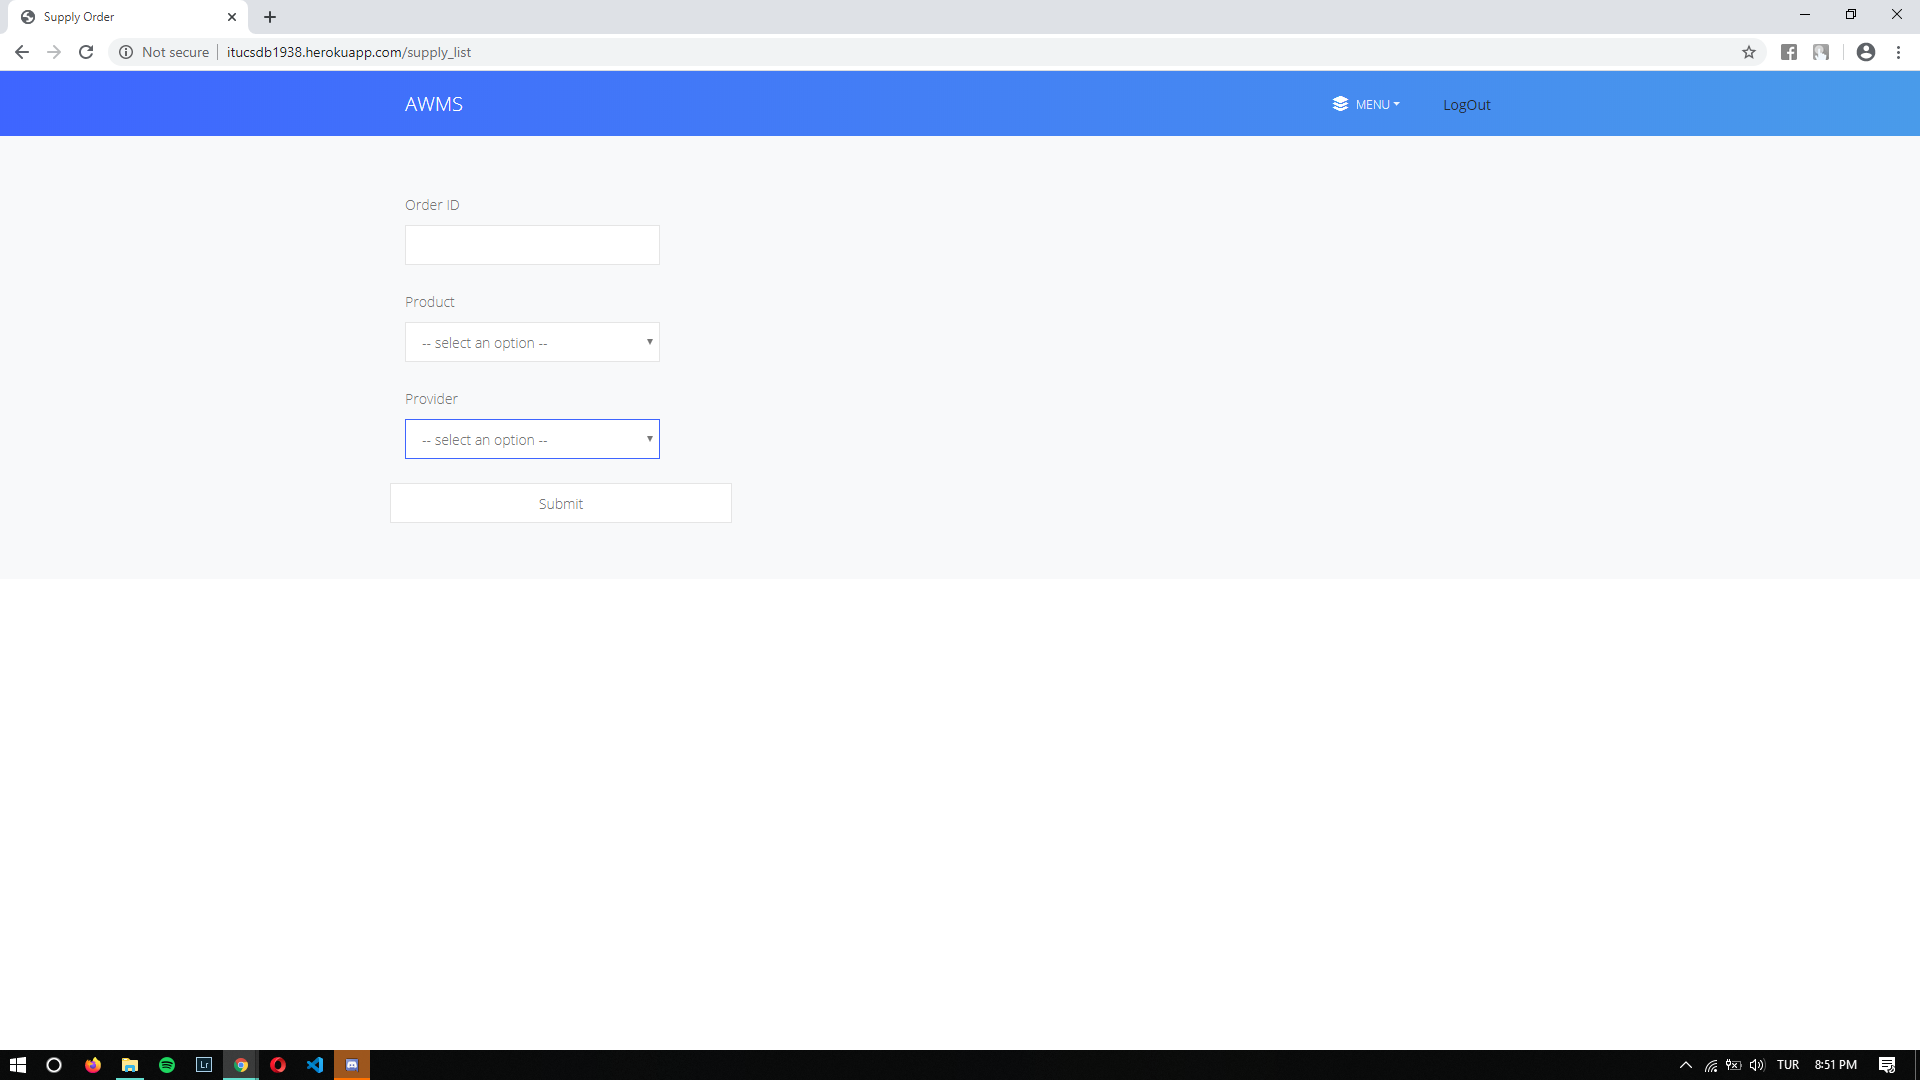 Supply Order
Not secure
itucsdb1938.herokuapp.com/supply_list
AWMS
MENU
LogOut
Order ID
Product
-- select an option --
Provider
-- select an option --
Submit
Lr
TUR
8:51 PM